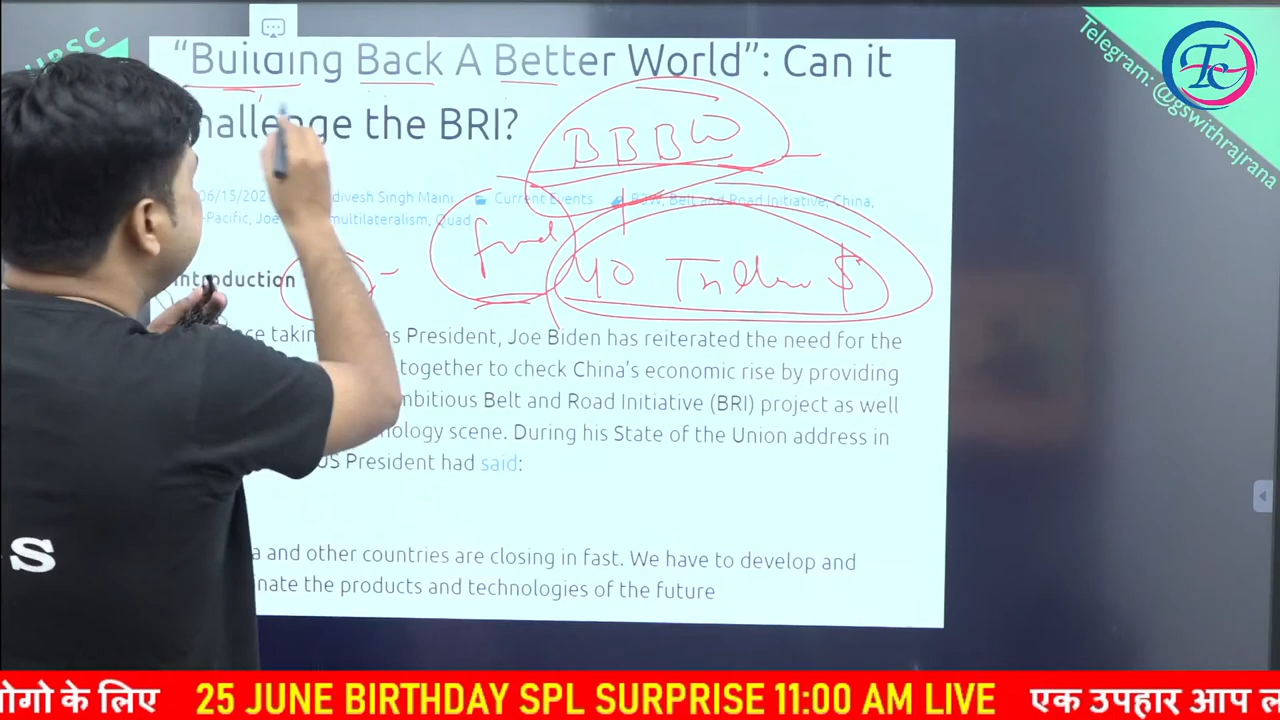 UPSC
Telegram: @gswithrajrana
"Building Back A Better World": Can it
hallenge the BRI?
BBBW
06/15/202 divesh Singh Maini Current Events B3W, Belt and Road Initiative, China,
-Pacific, Joe multilateralism, Quad
fund
40 Trillion $
Introduction
ce takin as President, Joe Biden has reiterated the need for the
together to check China's economic rise by providing
mbitious Belt and Road Initiative (BRI) project as well
nology scene. During his State of the Union address in
US President had said:
a and other countries are closing in fast. We have to develop and
inate the products and technologies of the future
S
योगो के लिए 25 JUNE BIRTHDAY SPL SURPRISE 11:00 AM LIVE एक उपहार आप ल